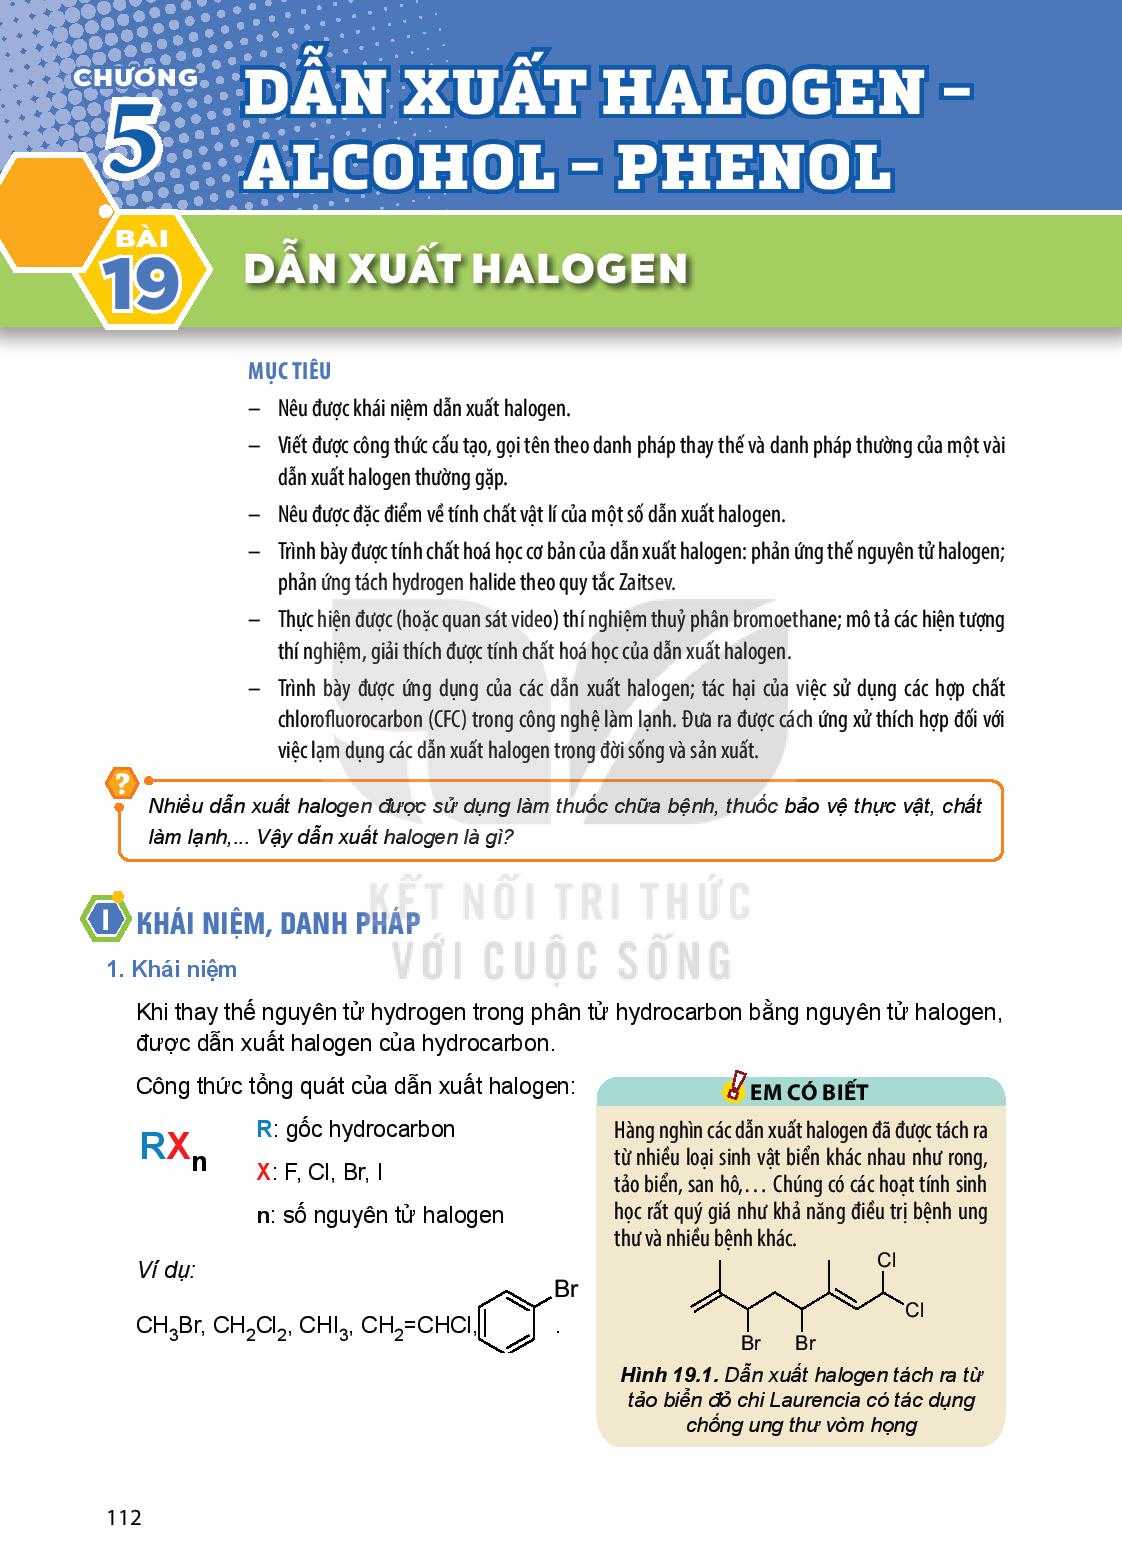 CHƯƠNG
5
DẪN XUẤT HALOGEN –
ALCOHOL – PHENOL
BÀI
19
DẪN XUẤT HALOGEN
MỤC TIÊU
– Nêu được khái niệm dẫn xuất halogen.
– Viết được công thức cấu tạo, gọi tên theo danh pháp thay thế và danh pháp thường của một vài
dẫn xuất halogen thường gặp.
– Nêu được đặc điểm về tính chất vật lí của một số dẫn xuất halogen.
– Trình bày được tính chất hoá học cơ bản của dẫn xuất halogen: phản ứng thế nguyên tử halogen;
phản ứng tách hydrogen halide theo quy tắc Zaitsev.
– Thực hiện được (hoặc quan sát video) thí nghiệm thuỷ phân bromoethane; mô tả các hiện tượng
thí nghiệm, giải thích được tính chất hoá học của dẫn xuất halogen.
– Trình bày được ứng dụng của các dẫn xuất halogen; tác hại của việc sử dụng các hợp chất
chlorofluorocarbon (CFC) trong công nghệ làm lạnh. Đưa ra được cách ứng xử thích hợp đối với
việc lạm dụng các dẫn xuất halogen trong đời sống và sản xuất.
?
Nhiều dẫn xuất halogen được sử dụng làm thuốc chữa bệnh, thuốc bảo vệ thực vật, chất
làm lạnh,... Vậy dẫn xuất halogen là gì?
KẾT NỐI TRI THỨC
VỚI CUỘC SỐNG
I KHÁI NIỆM, DANH PHÁP
1. Khái niệm
Khi thay thế nguyên tử hydrogen trong phân tử hydrocarbon bằng nguyên tử halogen,
được dẫn xuất halogen của hydrocarbon.
Công thức tổng quát của dẫn xuất halogen:
RXn
R: gốc hydrocarbon
X: F, Cl, Br, I
n: số nguyên tử halogen
Ví dụ:
Br
CH3Br, CH2Cl2, CHI3, CH2=CHCl, .
EM CÓ BIẾT
Hàng nghìn các dẫn xuất halogen đã được tách ra
từ nhiều loại sinh vật biển khác nhau như rong,
tảo biển, san hô,… Chúng có các hoạt tính sinh
học rất quý giá như khả năng điều trị bệnh ung
thư và nhiều bệnh khác.
Cl
Cl
Br Br
Hình 19.1. Dẫn xuất halogen tách ra từ
tảo biển đỏ chi Laurencia có tác dụng
chống ung thư vòm họng
112